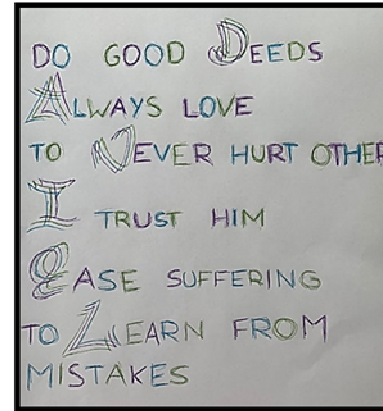 DO GOOD DEEDS
ALWAYS LOVE
TO NEVER HURT OTHER
I TRUST HIM
EASE SUFFERING
TO LEARN FROM
MISTAKES